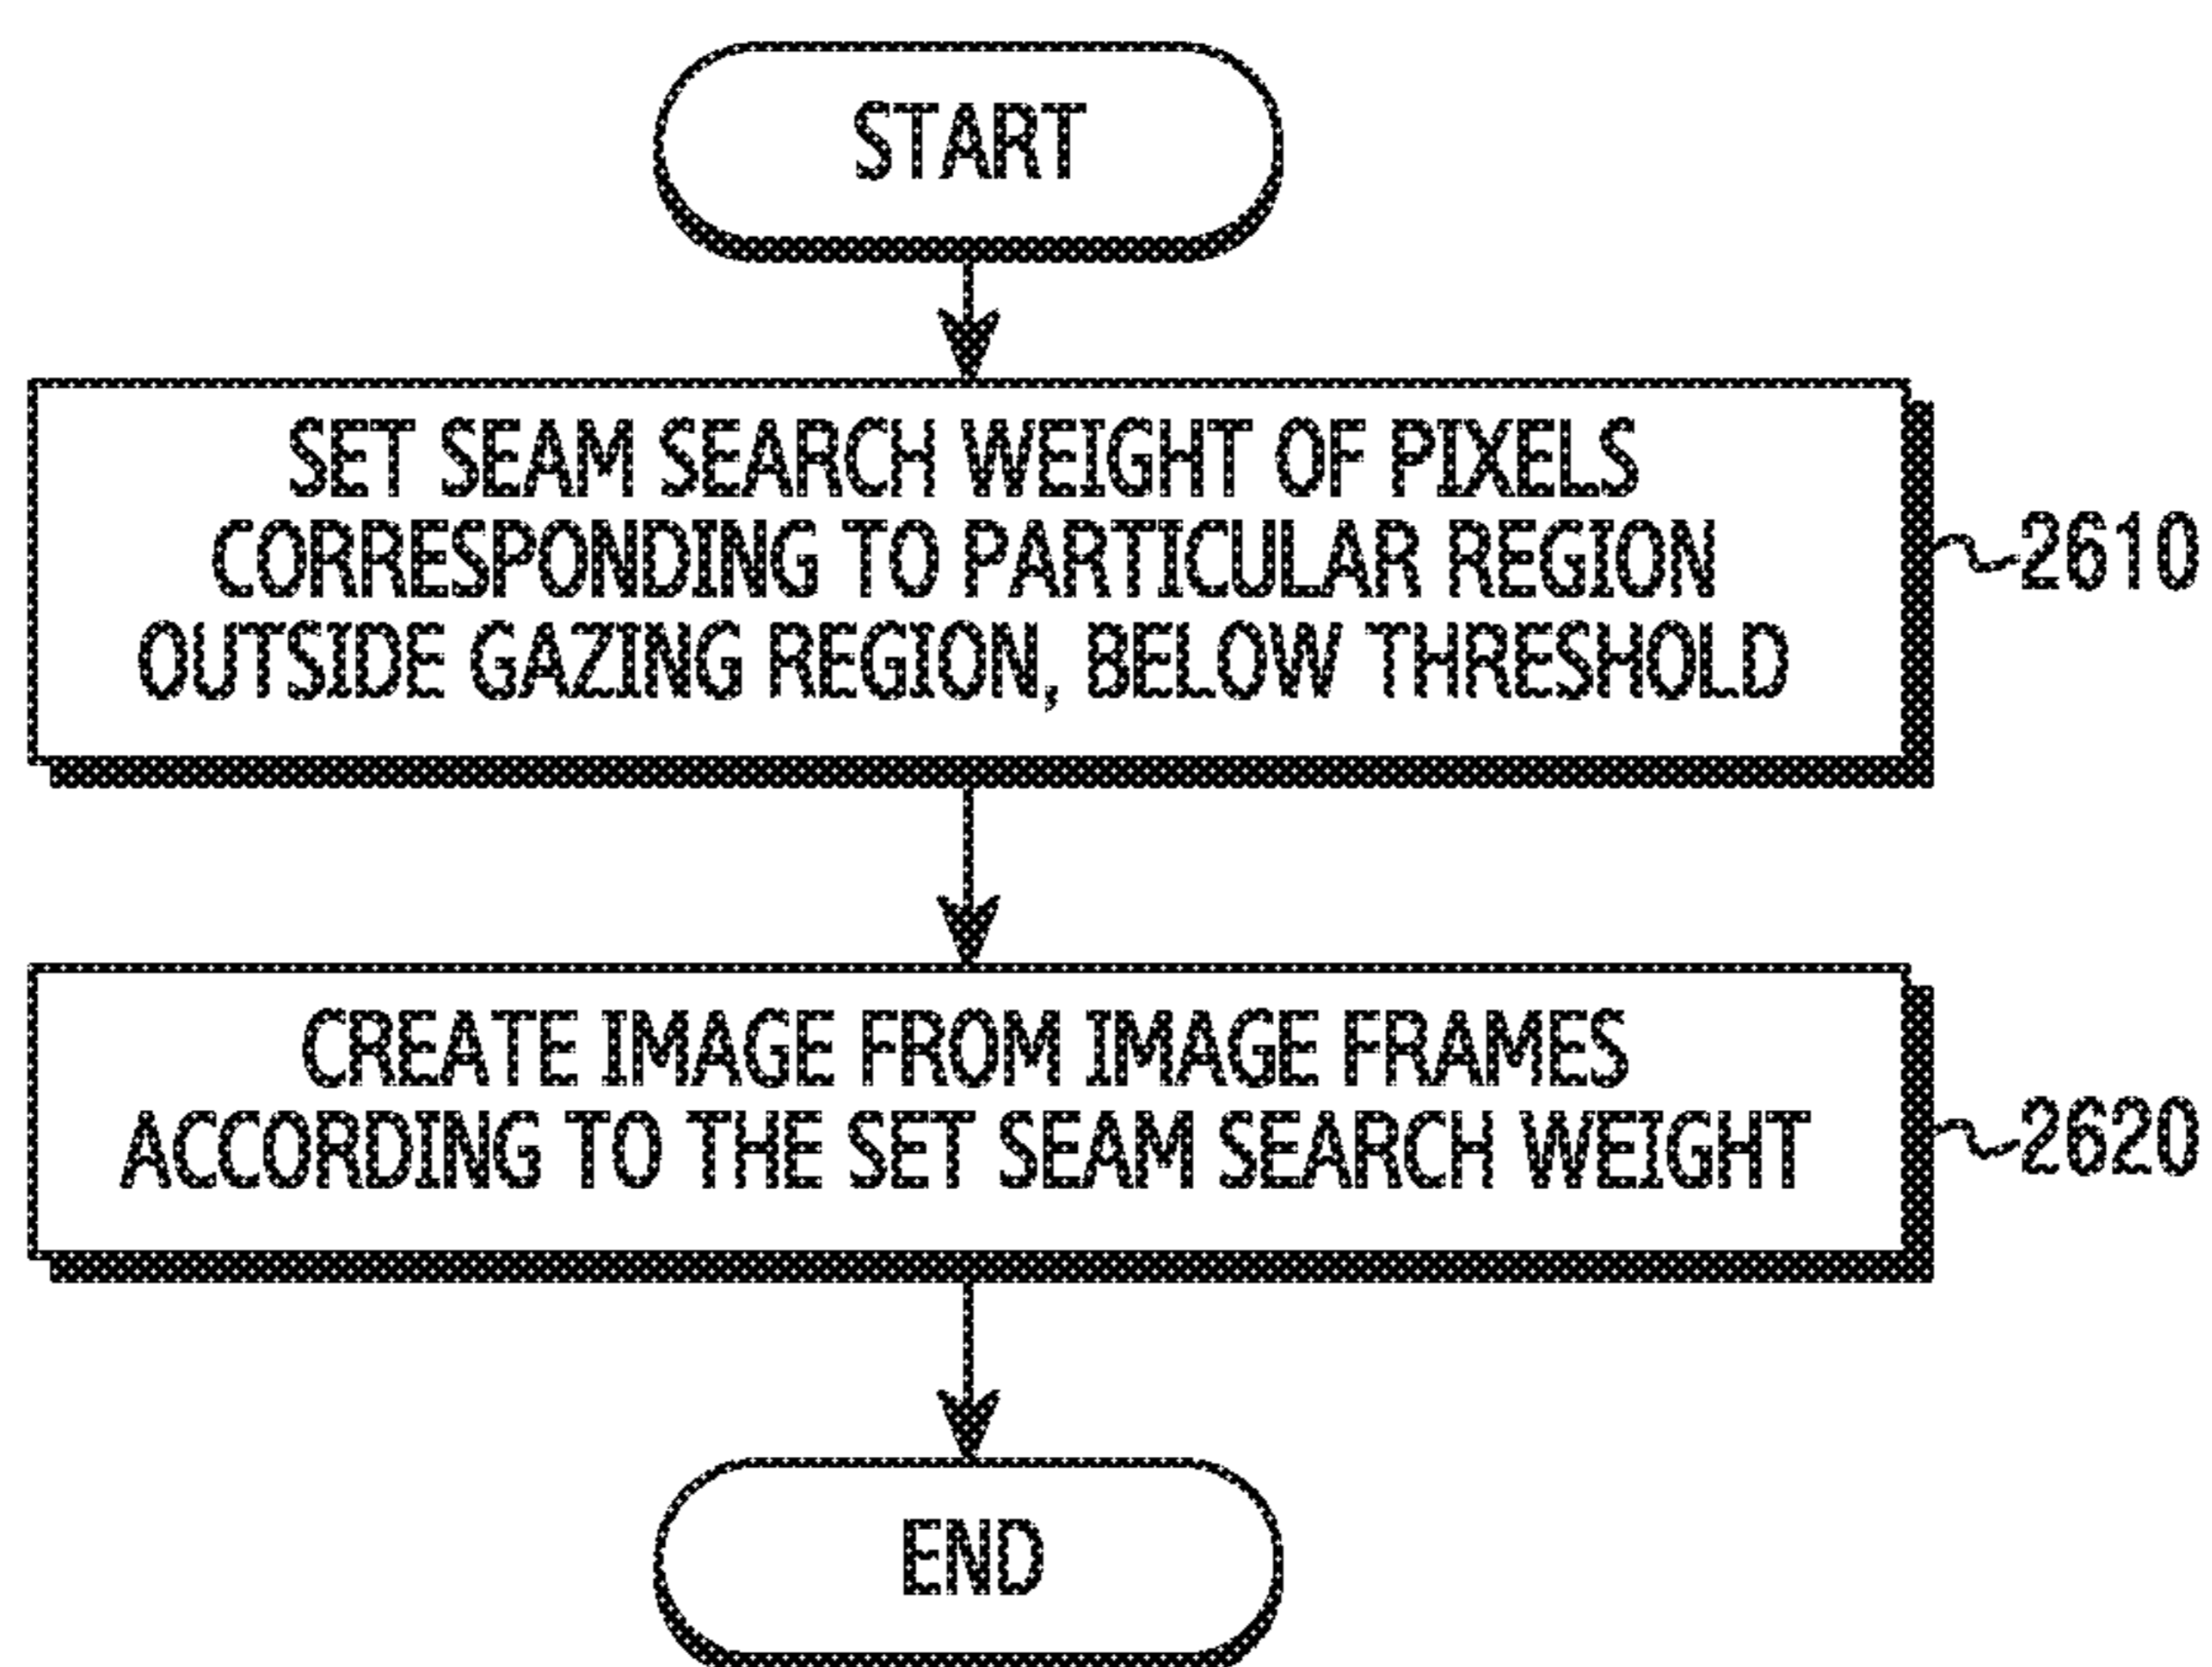 START
SET SEAM SEARCH WEIGHT OF PIXELS
CORRESPONDING TO PARTICULAR REGION
OUTSIDE GAZING REGION, BELOW THRESHOLD
2610
CREATE IMAGE FROM IMAGE FRAMES
ACCORDING TO THE SET SEAM SEARCH WEIGHT
2620
END